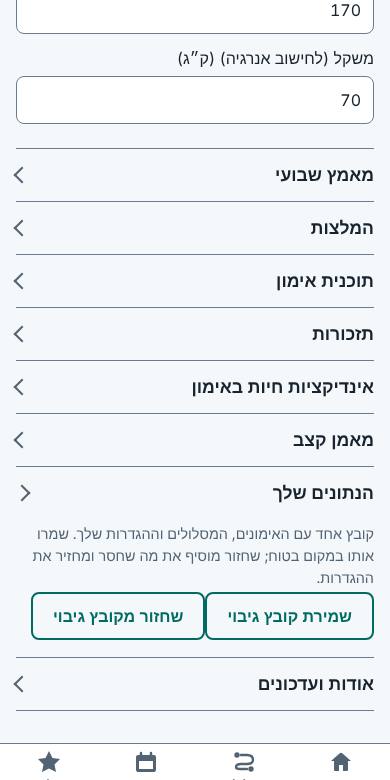 170
משקל (לחישוב אנרגיה) (ק״ג)
70
מאמץ שבועי
המלצות
תוכנית אימון
תזכורות
אינדיקציות חיות באימון
מאמן קצב
הנתונים שלך
קובץ אחד עם האימונים, המסלולים וההגדרות שלך. שמרו
אותו במקום בטוח; שחזור מוסיף את מה שחסר ומחזיר את
ההגדרות.
שמירת קובץ גיבוי
שחזור מקובץ גיבוי
אודות ועדכונים